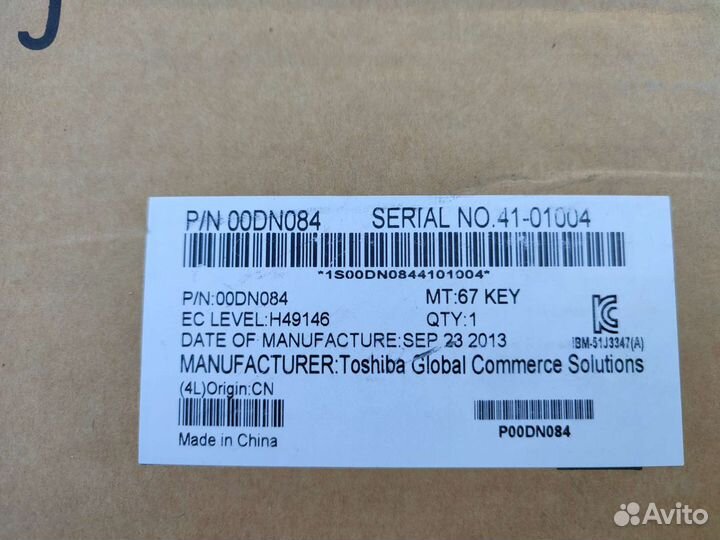 J
P/N 00DN084 SERIAL NO.41-01004
*1S00DN0844101004*
P/N:00DN084 MT:67 KEY
EC LEVEL:H49146 QTY:1
DATE OF MANUFACTURE:SEP 23 2013 IBM-51J3347(A)
MANUFACTURER:Toshiba Global Commerce Solutions
(4L)Origin:CN
P00DN084
Made in China
Avito